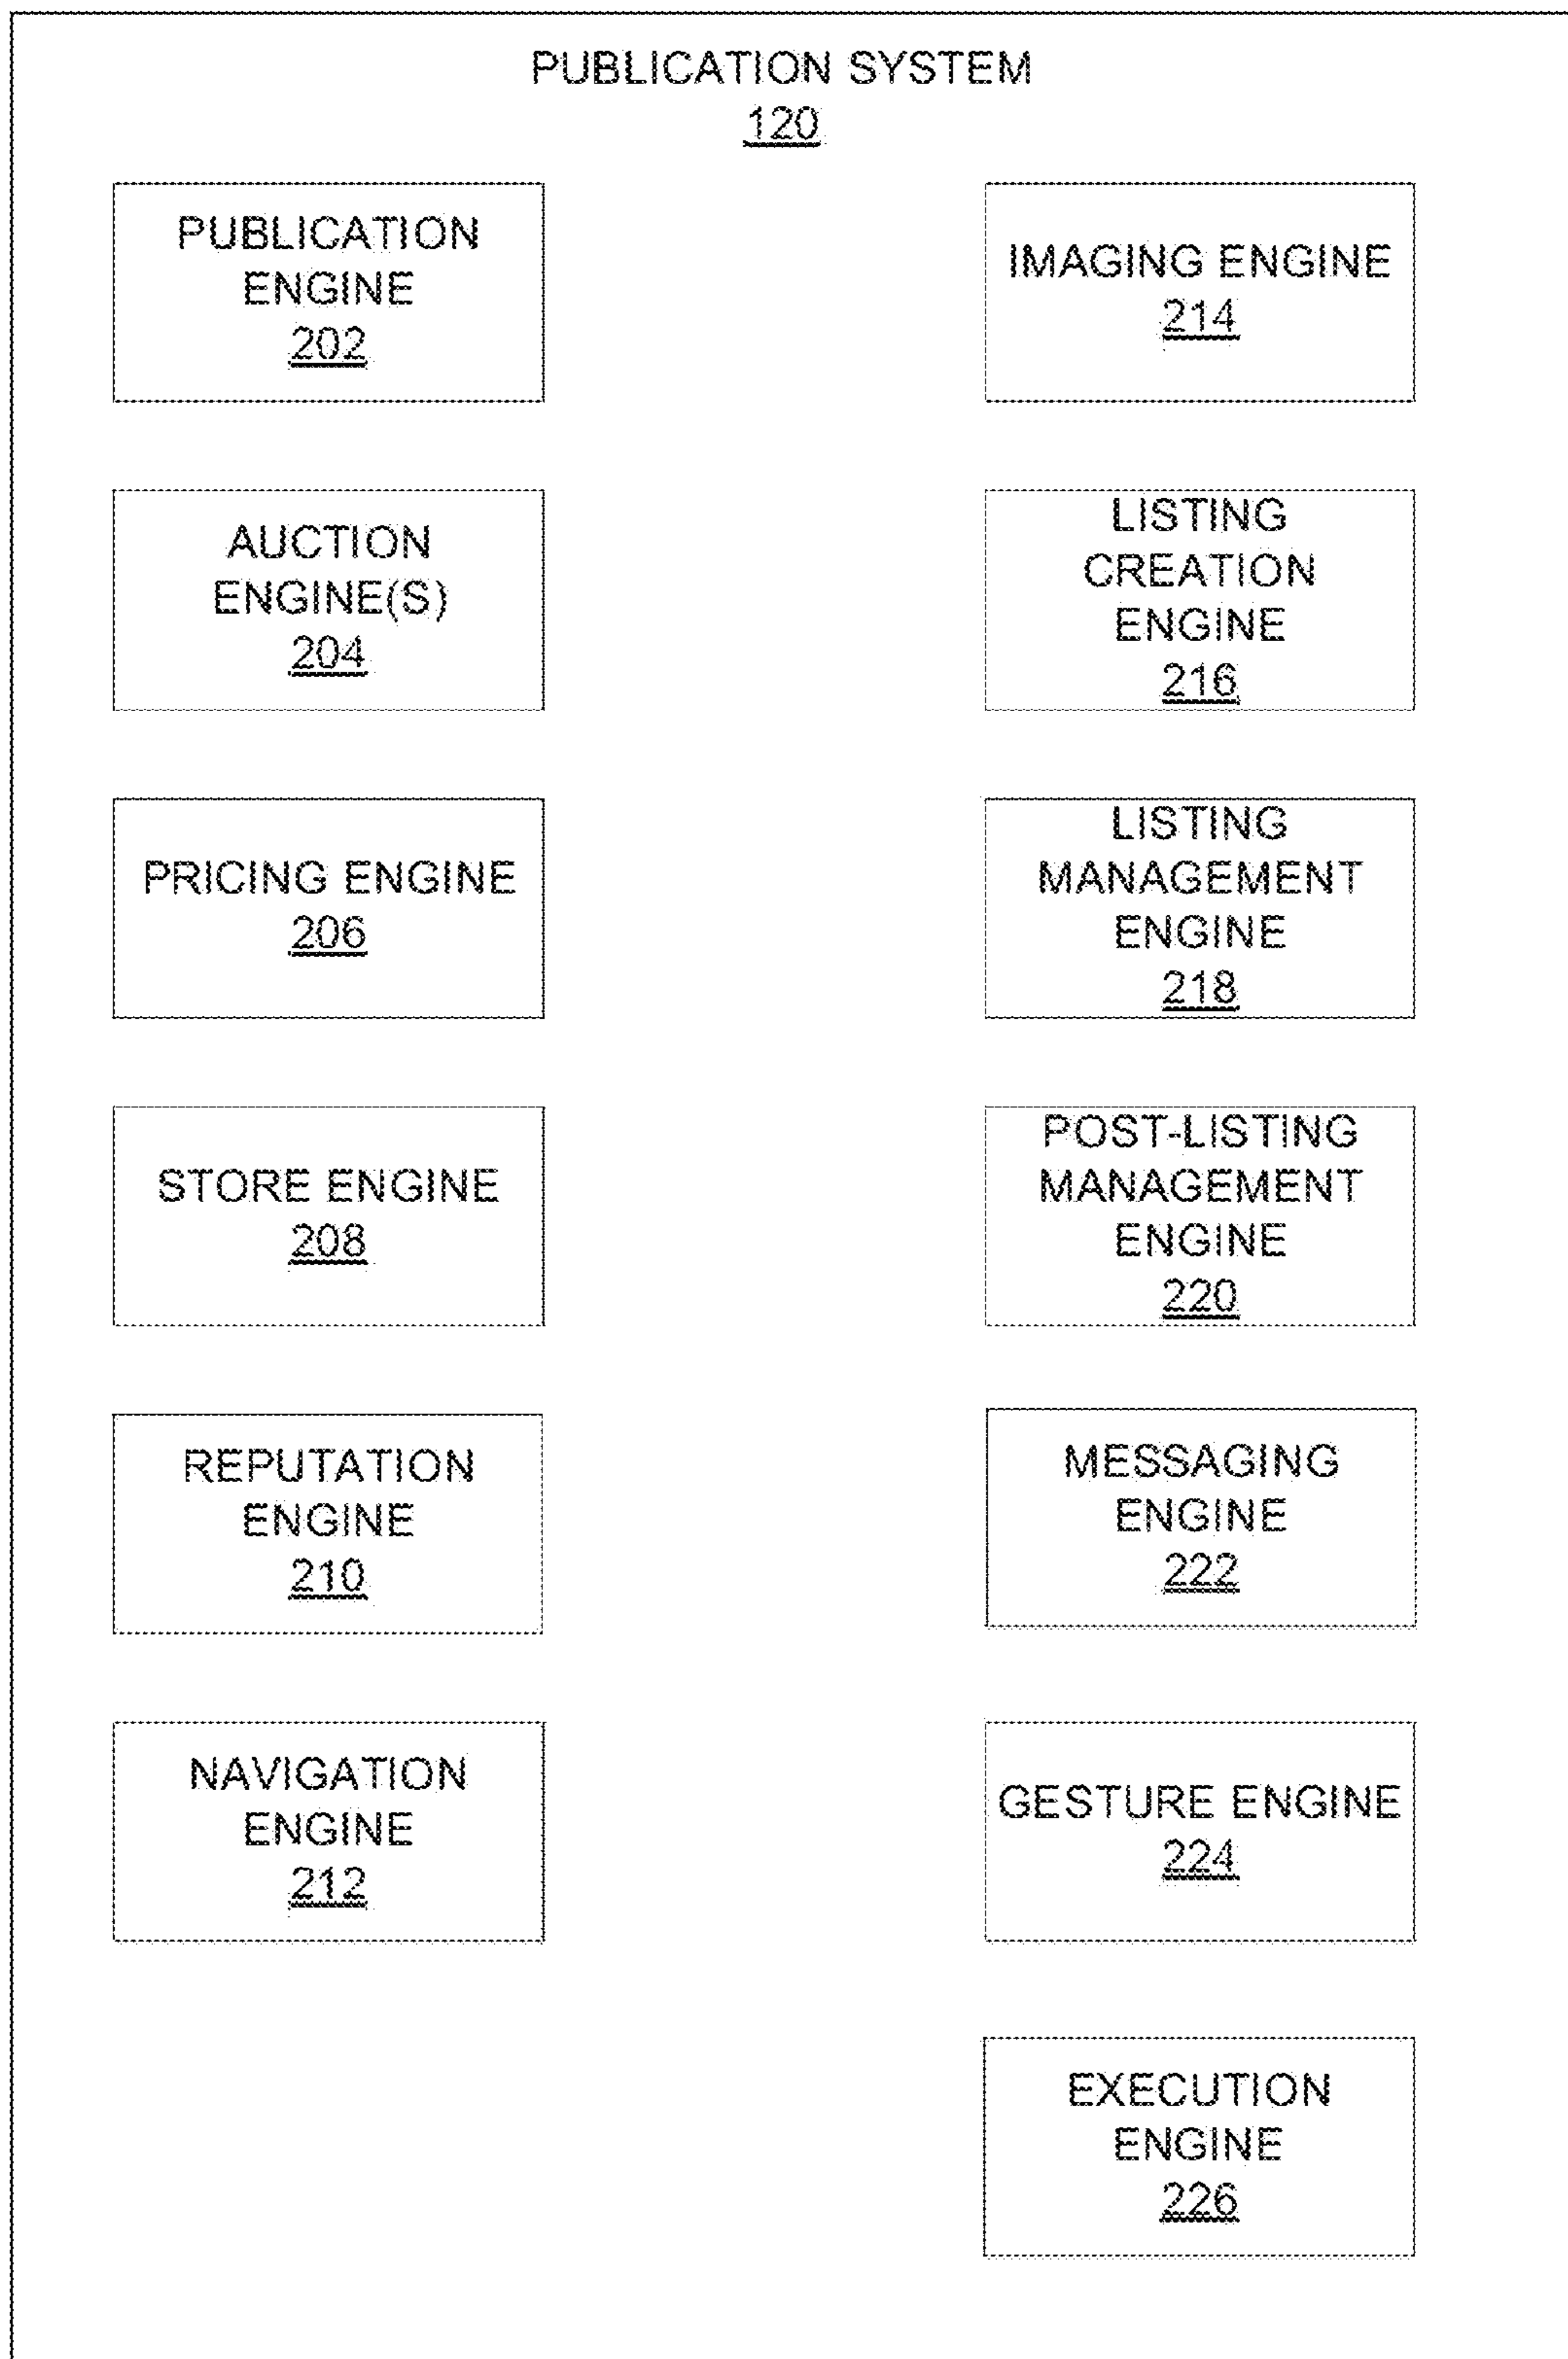 PUBLICATION SYSTEM
120
PUBLICATION
ENGINE
202
AUCTION
ENGINE(S)
204
PRICING ENGINE
206
STORE ENGINE
208
REPUTATION
ENGINE
210
NAVIGATION
ENGINE
212
IMAGING ENGINE
214
LISTING
CREATION
ENGINE
216
LISTING
MANAGEMENT
ENGINE
218
POST-LISTING
MANAGEMENT
ENGINE
220
MESSAGING
ENGINE
222
GESTURE ENGINE
224
EXECUTION
ENGINE
226